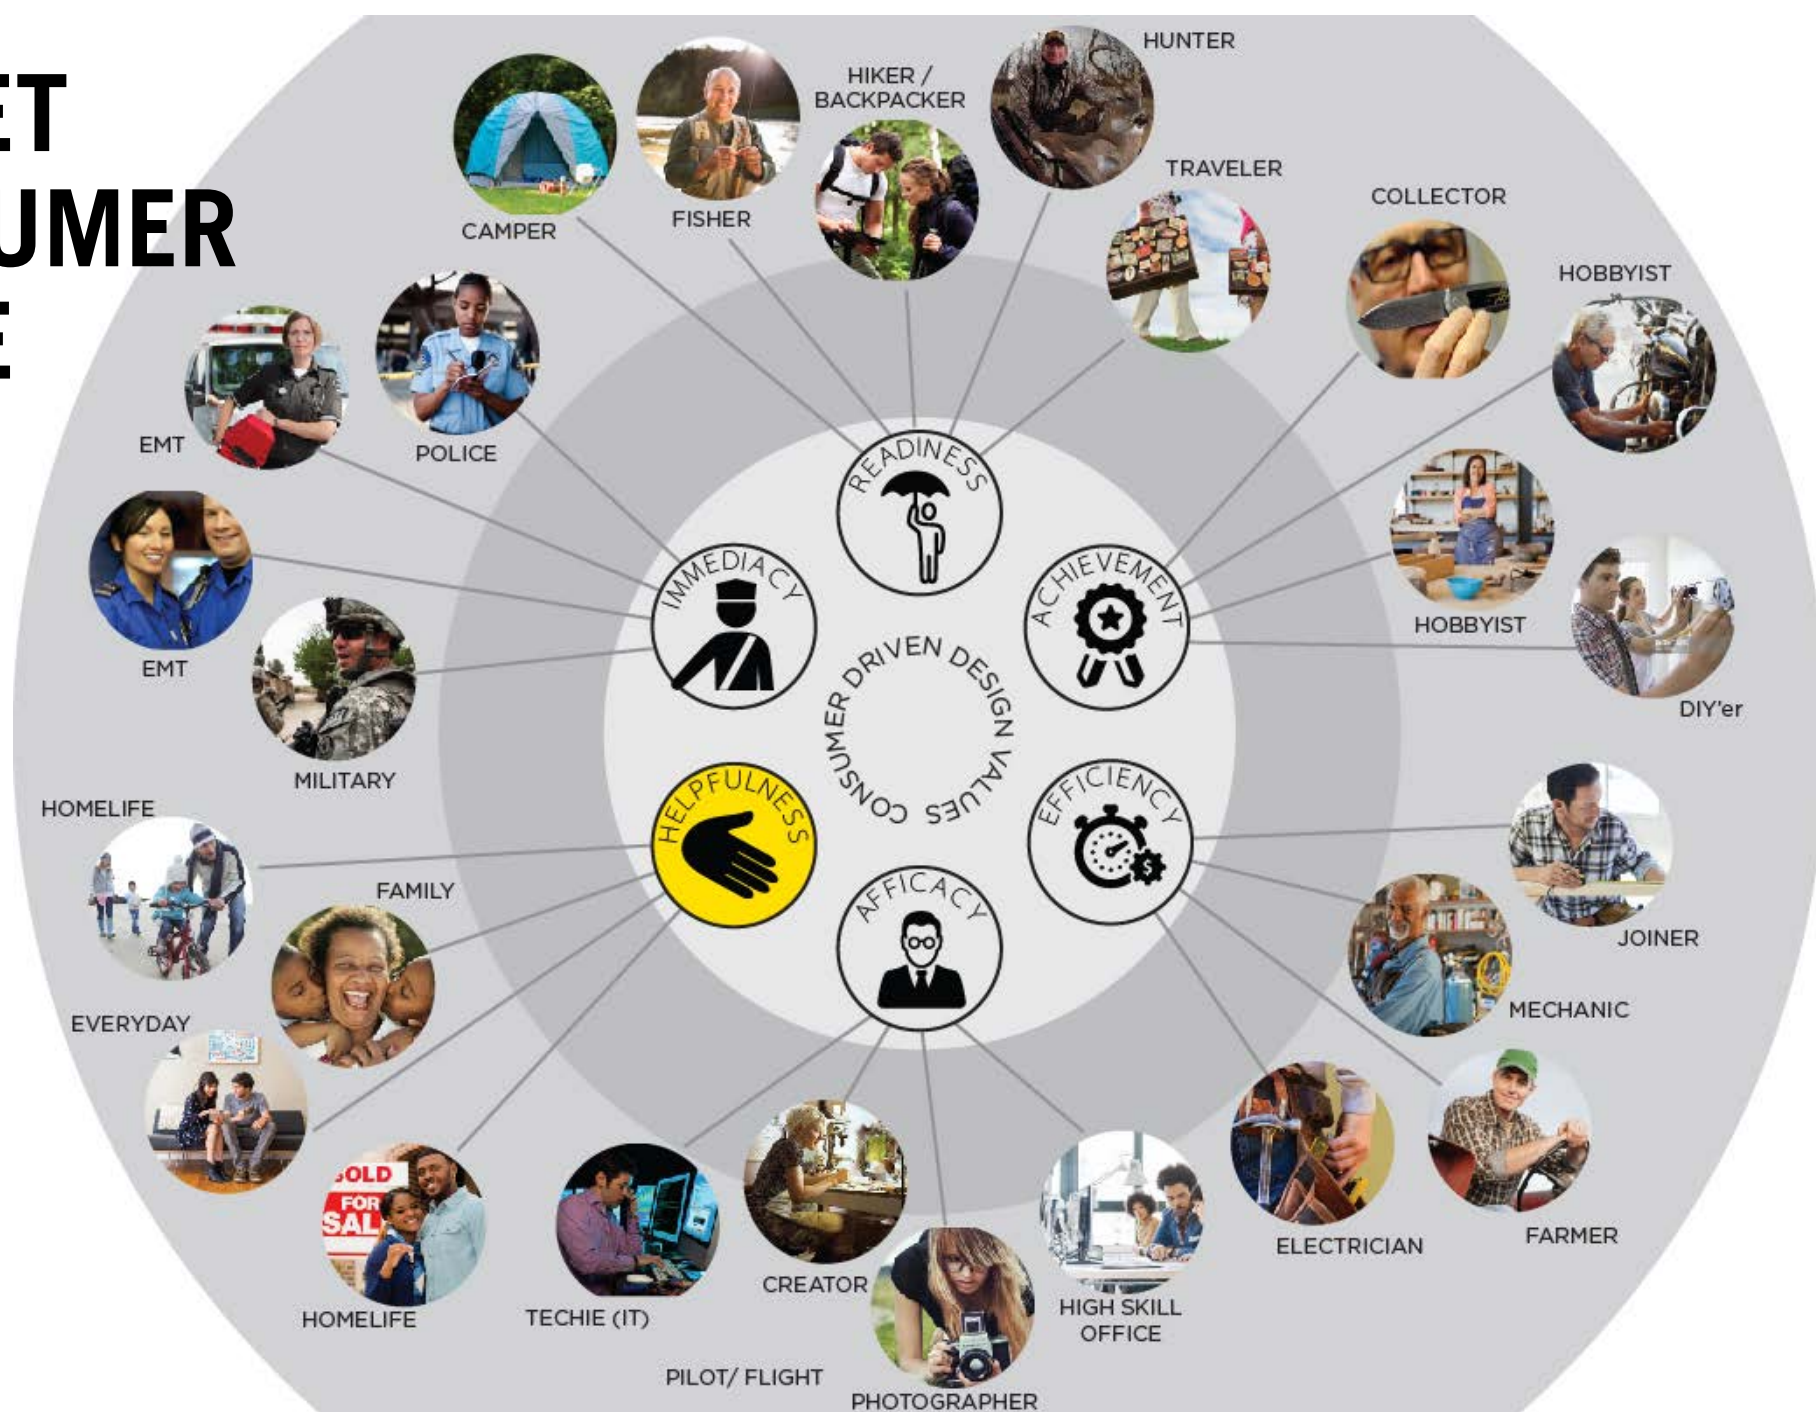 ET
UMER
E
HUNTER
HIKER /
BACKPACKER
TRAVELER
CAMPER
FISHER
COLLECTOR
HOBBYIST
EMT
POLICE
READINESS
IMMEDIACY
ACHIEVEMENT
HOBBYIST
EMT
DIY'er
MILITARY
CONSUMER DRIVEN DESIGN VALUES
HOMELIFE
HELPFULNESS
EFFICIENCY
$
FAMILY
AFFICACY
JOINER
MECHANIC
EVERYDAY
SOLD
FOR
SAL
ELECTRICIAN
FARMER
HOMELIFE
TECHIE (IT)
CREATOR
HIGH SKILL
OFFICE
PILOT/ FLIGHT
PHOTOGRAPHER